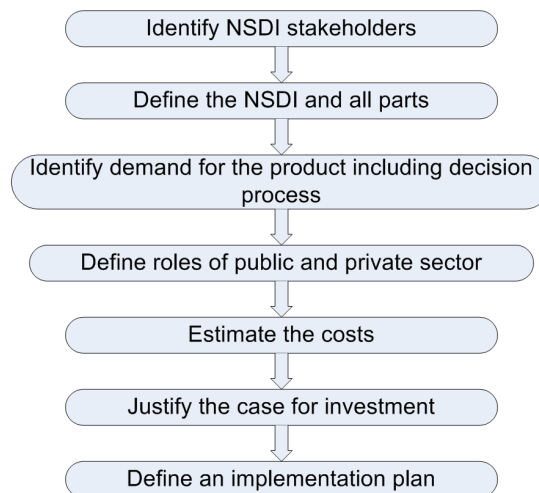 Identify NSDI stakeholders
Define the NSDI and all parts
Identify demand for the product including decision
process
Define roles of public and private sector
Estimate the costs
Justify the case for investment
Define an implementation plan